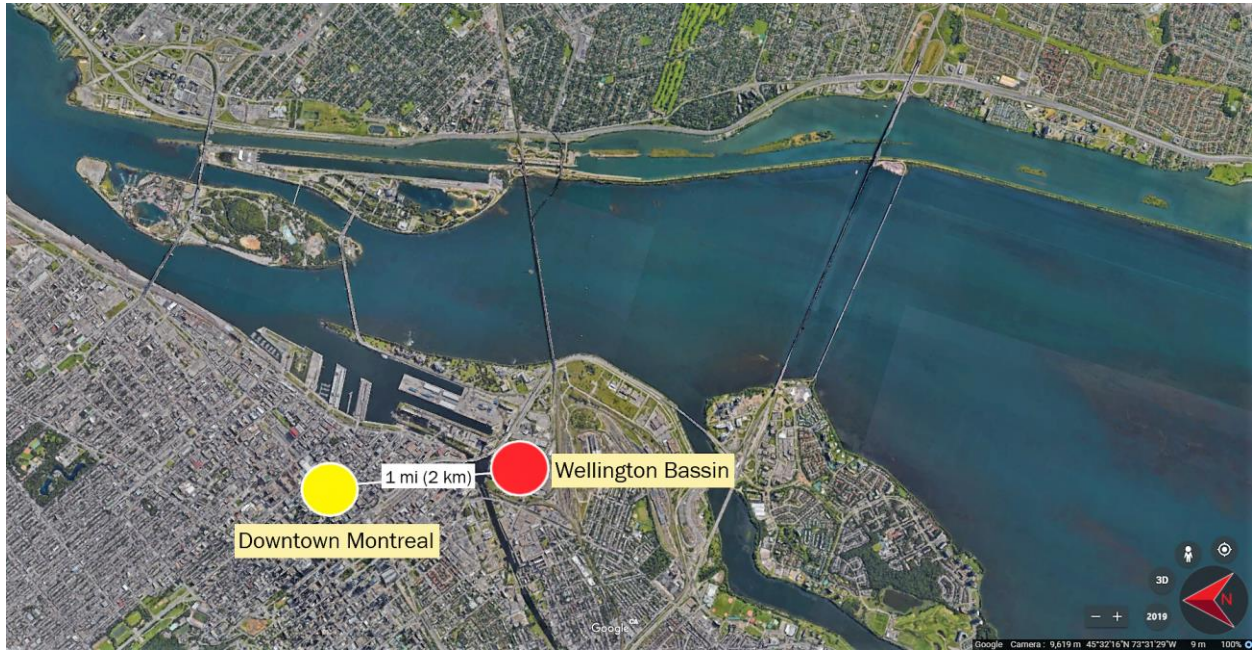 1 mi (2 km)
Wellington Bassin
Downtown Montreal
3D
N
2019
Google
Google Camera : 9,619 m 45°32'16"N 73°31'29"W 9 m 100%